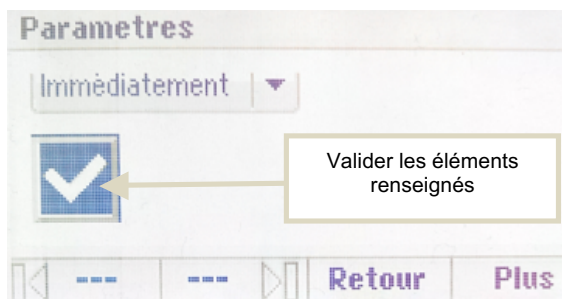 Parametres
Immédiatement
Valider les éléments
renseignés
--- --- Retour Plus